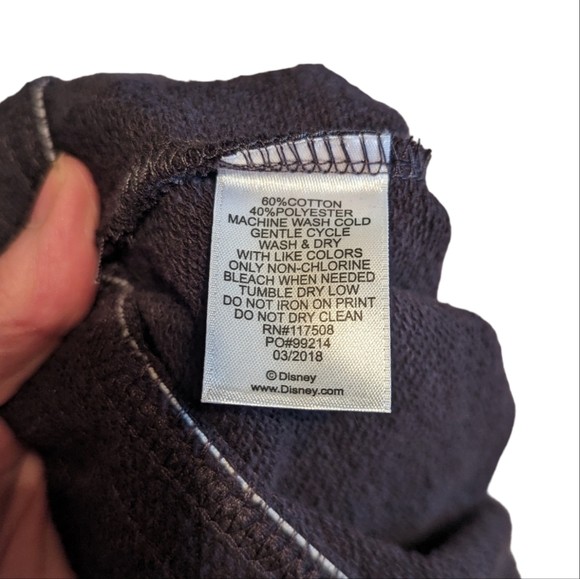 60%COTTON
40%POLYESTER
MACHINE WASH COLD
GENTLE CYCLE
WASH & DRY
WITH LIKE COLORS
ONLY NON-CHLORINE
BLEACH WHEN NEEDED
TUMBLE DRY LOW
DO NOT IRON ON PRINT
DO NOT DRY CLEAN
RN#117508
PO#99214
03/2018
© Disney
www.Disney.com